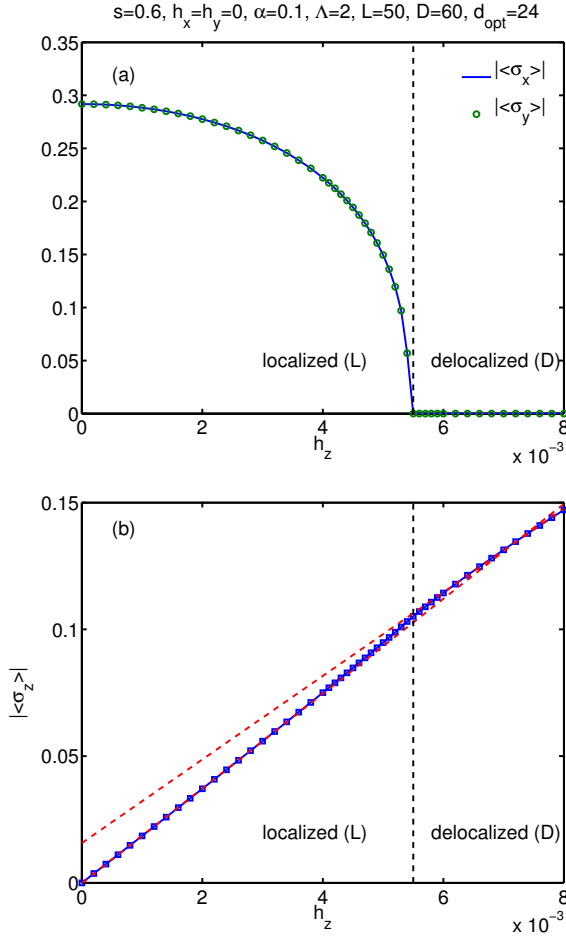 s=0.6, h_x=h_y=0, α=0.1, Λ=2, L=50, D=60, d_opt=24
0.35
(a)
|<σ_x>|
|<σ_y>|
0.3
0.25
0.2
0.15
0.1
0.05
0
localized (L)
delocalized (D)
0
2
4
6
8
h_z
x 10^−3
0.15
(b)
0.1
|<σ_z>|
0.05
0
localized (L)
delocalized (D)
0
2
4
6
8
h_z
x 10^−3